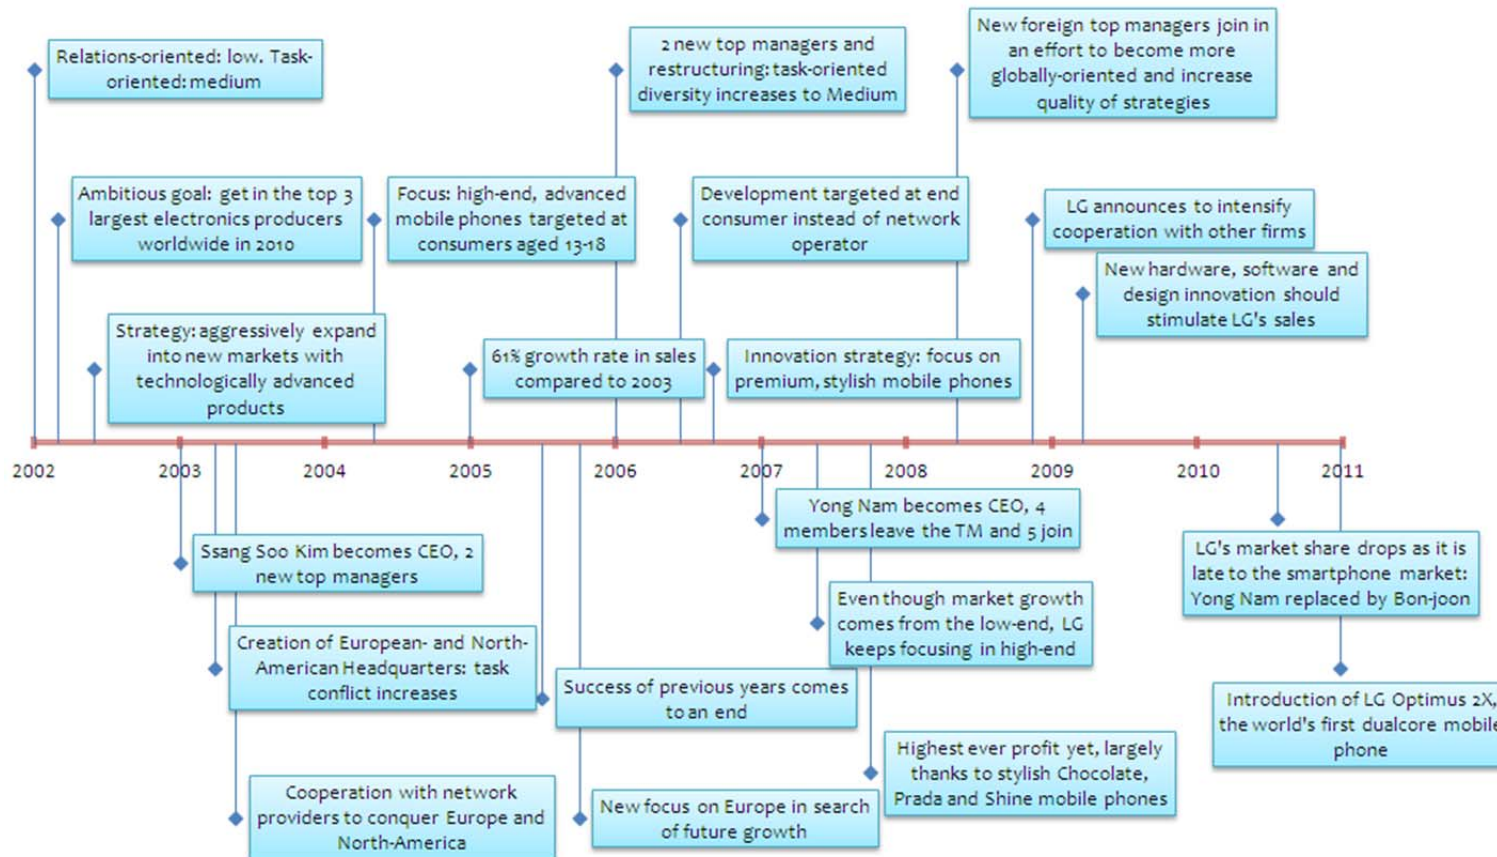 Relations-oriented: low. Task-
oriented: medium
2 new top managers and
restructuring: task-oriented
diversity increases to Medium
New foreign top managers join in
an effort to become more
globally-oriented and increase
quality of strategies
Ambitious goal: get in the top 3
largest electronics producers
worldwide in 2010
Focus: high-end, advanced
mobile phones targeted at
consumers aged 13-18
Development targeted at end
consumer instead of network
operator
LG announces to intensify
cooperation with other firms
New hardware, software and
design innovation should
stimulate LG's sales
Strategy: aggressively expand
into new markets with
technologically advanced
products
61% growth rate in sales
compared to 2003
Innovation strategy: focus on
premium, stylish mobile phones
2002 2003 2004 2005 2006 2007 2008 2009 2010 2011
Ssang Soo Kim becomes CEO, 2
new top managers
Yong Nam becomes CEO, 4
members leave the TM and 5 join
LG's market share drops as it is
late to the smartphone market:
Yong Nam replaced by Bon-joon
Creation of European- and North-
American Headquarters: task
conflict increases
Even though market growth
comes from the low-end, LG
keeps focusing in high-end
Success of previous years comes
to an end
Introduction of LG Optimus 2X,
the world's first dualcore mobile
phone
Cooperation with network
providers to conquer Europe and
North-America
New focus on Europe in search
of future growth
Highest ever profit yet, largely
thanks to stylish Chocolate,
Prada and Shine mobile phones